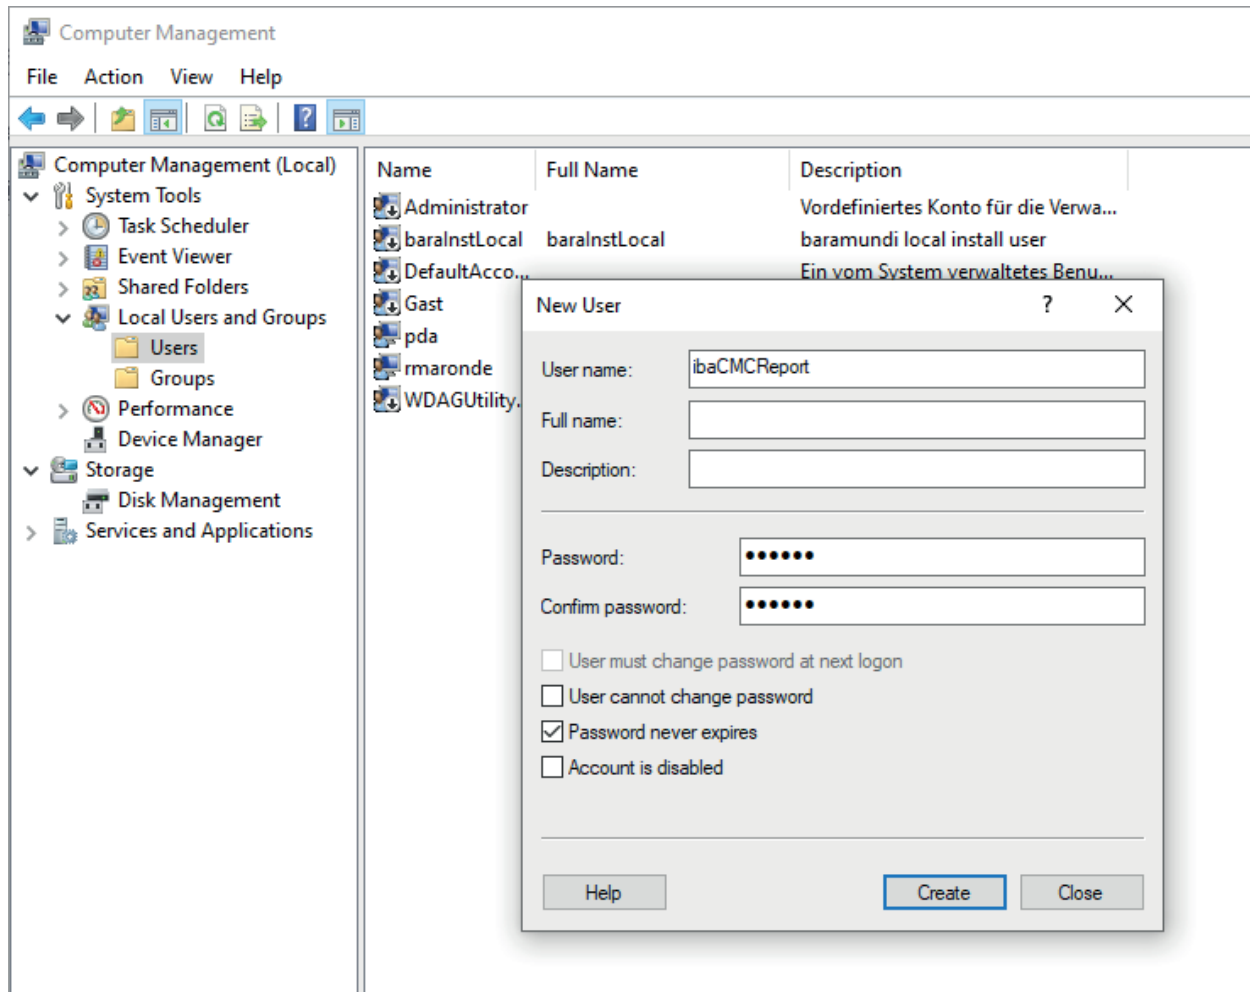 Computer Management
File Action View Help
Computer Management (Local)
System Tools
Task Scheduler
Event Viewer
Shared Folders
Local Users and Groups
Users
Groups
Performance
Device Manager
Storage
Disk Management
Services and Applications
Name Full Name Description
Administrator Vordefiniertes Konto für die Verwa...
baraInstLocal baraInstLocal baramundi local install user
DefaultAcco... Ein vom System verwaltetes Benu...
Gast
pda
rmaronde
WDAGUtility.
New User ?
User name: ibaCMCReport
Full name:
Description:
Password: ●●●●●●
Confirm password: ●●●●●●
User must change password at next logon
User cannot change password
Password never expires
Account is disabled
Help Create Close